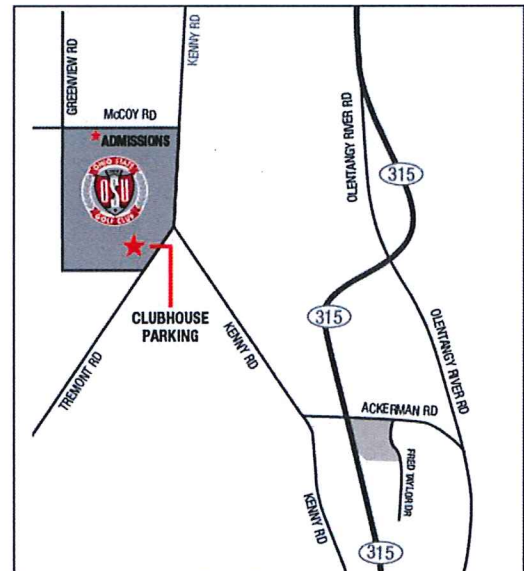 GREENVIEW RD
KENNY RD
McCOY RD
ADMISSIONS
OHIO STATE
OSU
GOLF CLUB
OLENTANGY RIVER RD
315
CLUBHOUSE
PARKING
315
TREMONT RD
KENNY RD
OLENTANGY RIVER RD
ACKERMAN RD
FRED TAYLOR DR
KENNY RD
315